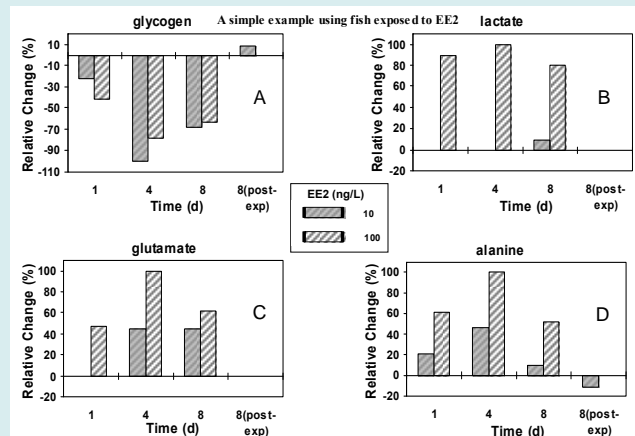 A simple example using fish exposed to EE2
glycogen
Relative Change (%)
10
-10
-30
-50
-70
-90
-110
A
1
4
8
8(post-
exp)
Time (d)
lactate
Relative Change (%)
100
80
60
40
20
0
-20
B
1
4
8
8(post-
exp)
Time (d)
EE2 (ng/L)
10
100
glutamate
Relative Change (%)
100
80
60
40
20
0
-20
C
1
4
8
8(post-
exp)
Time (d)
alanine
Relative Change (%)
100
80
60
40
20
0
-20
D
1
4
8
8(post-
exp)
Time (d)